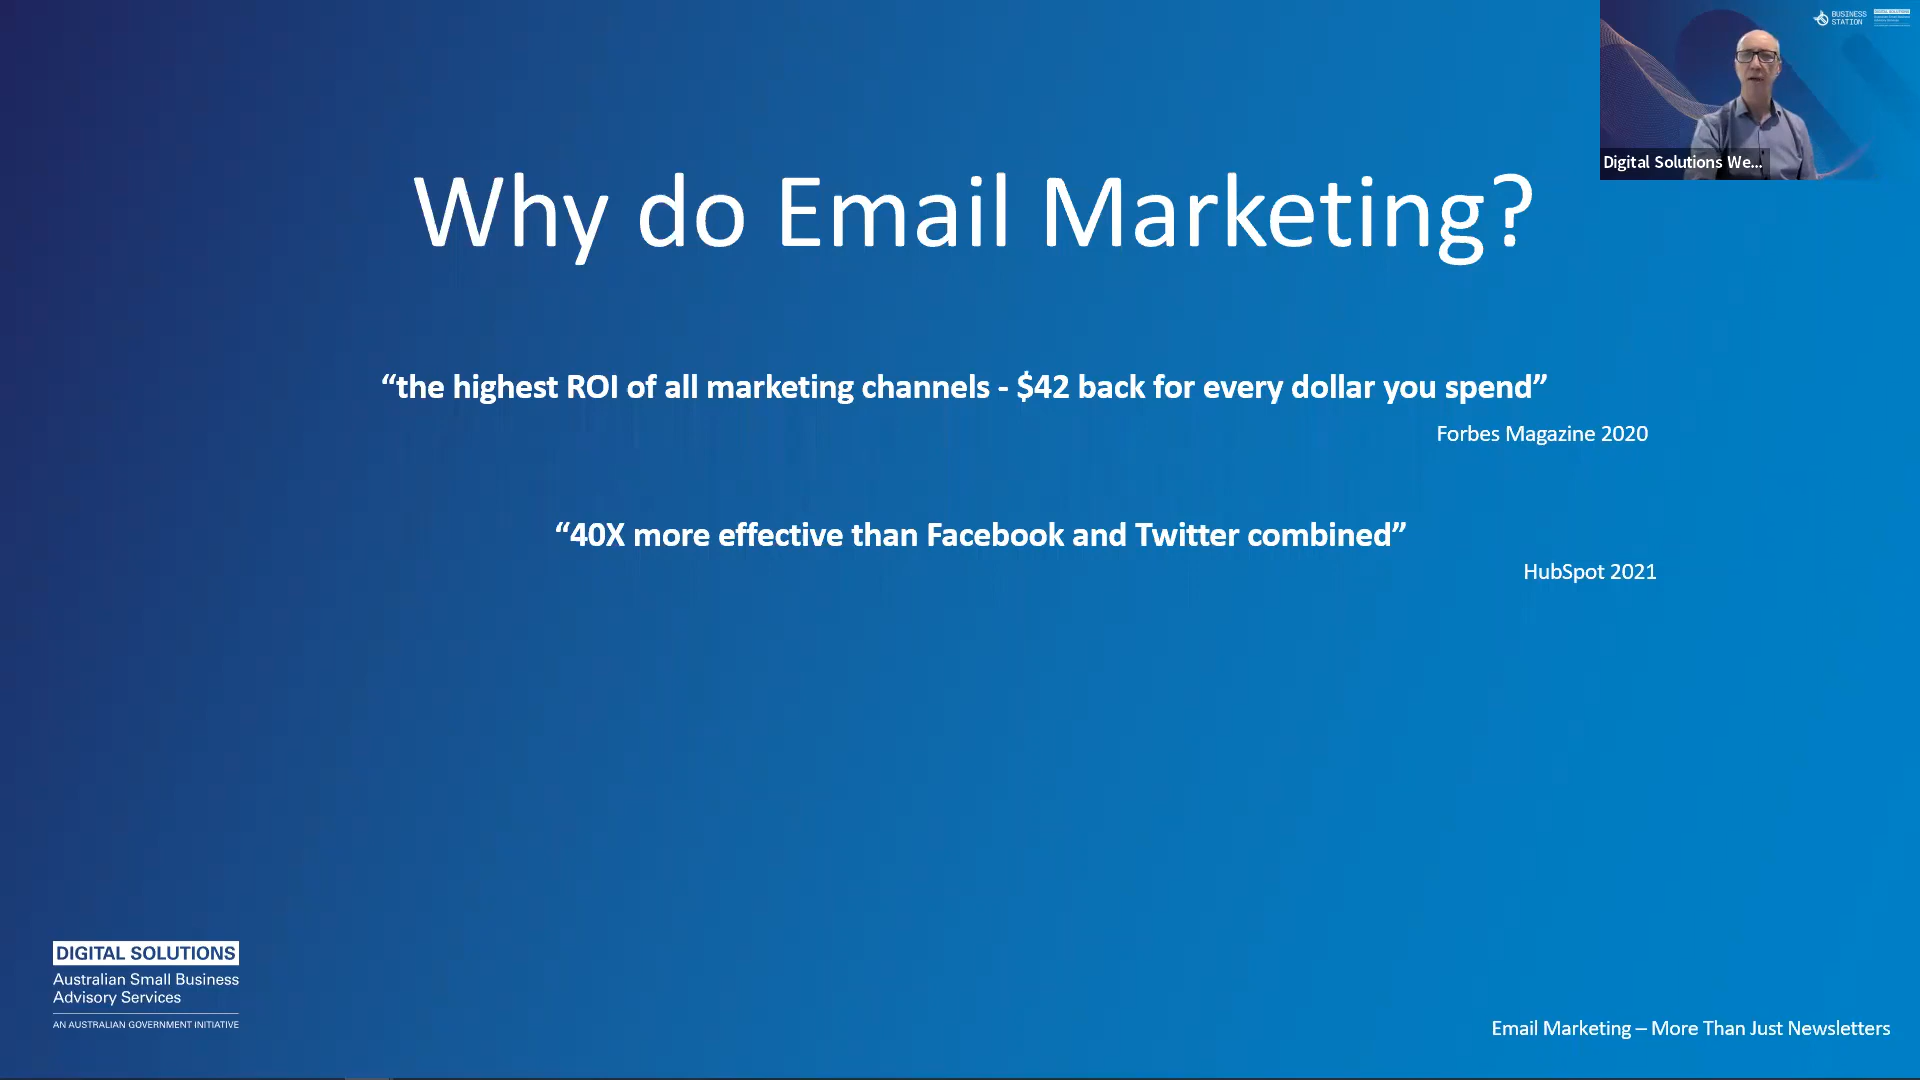 BUSINESS
STATION
DIGITAL SOLUTIONS
Digital Solutions We...
Why do Email Marketing?
“the highest ROI of all marketing channels - $42 back for every dollar you spend”
Forbes Magazine 2020
“40X more effective than Facebook and Twitter combined”
HubSpot 2021
DIGITAL SOLUTIONS
Australian Small Business
Advisory Services
AN AUSTRALIAN GOVERNMENT INITIATIVE
Email Marketing – More Than Just Newsletters